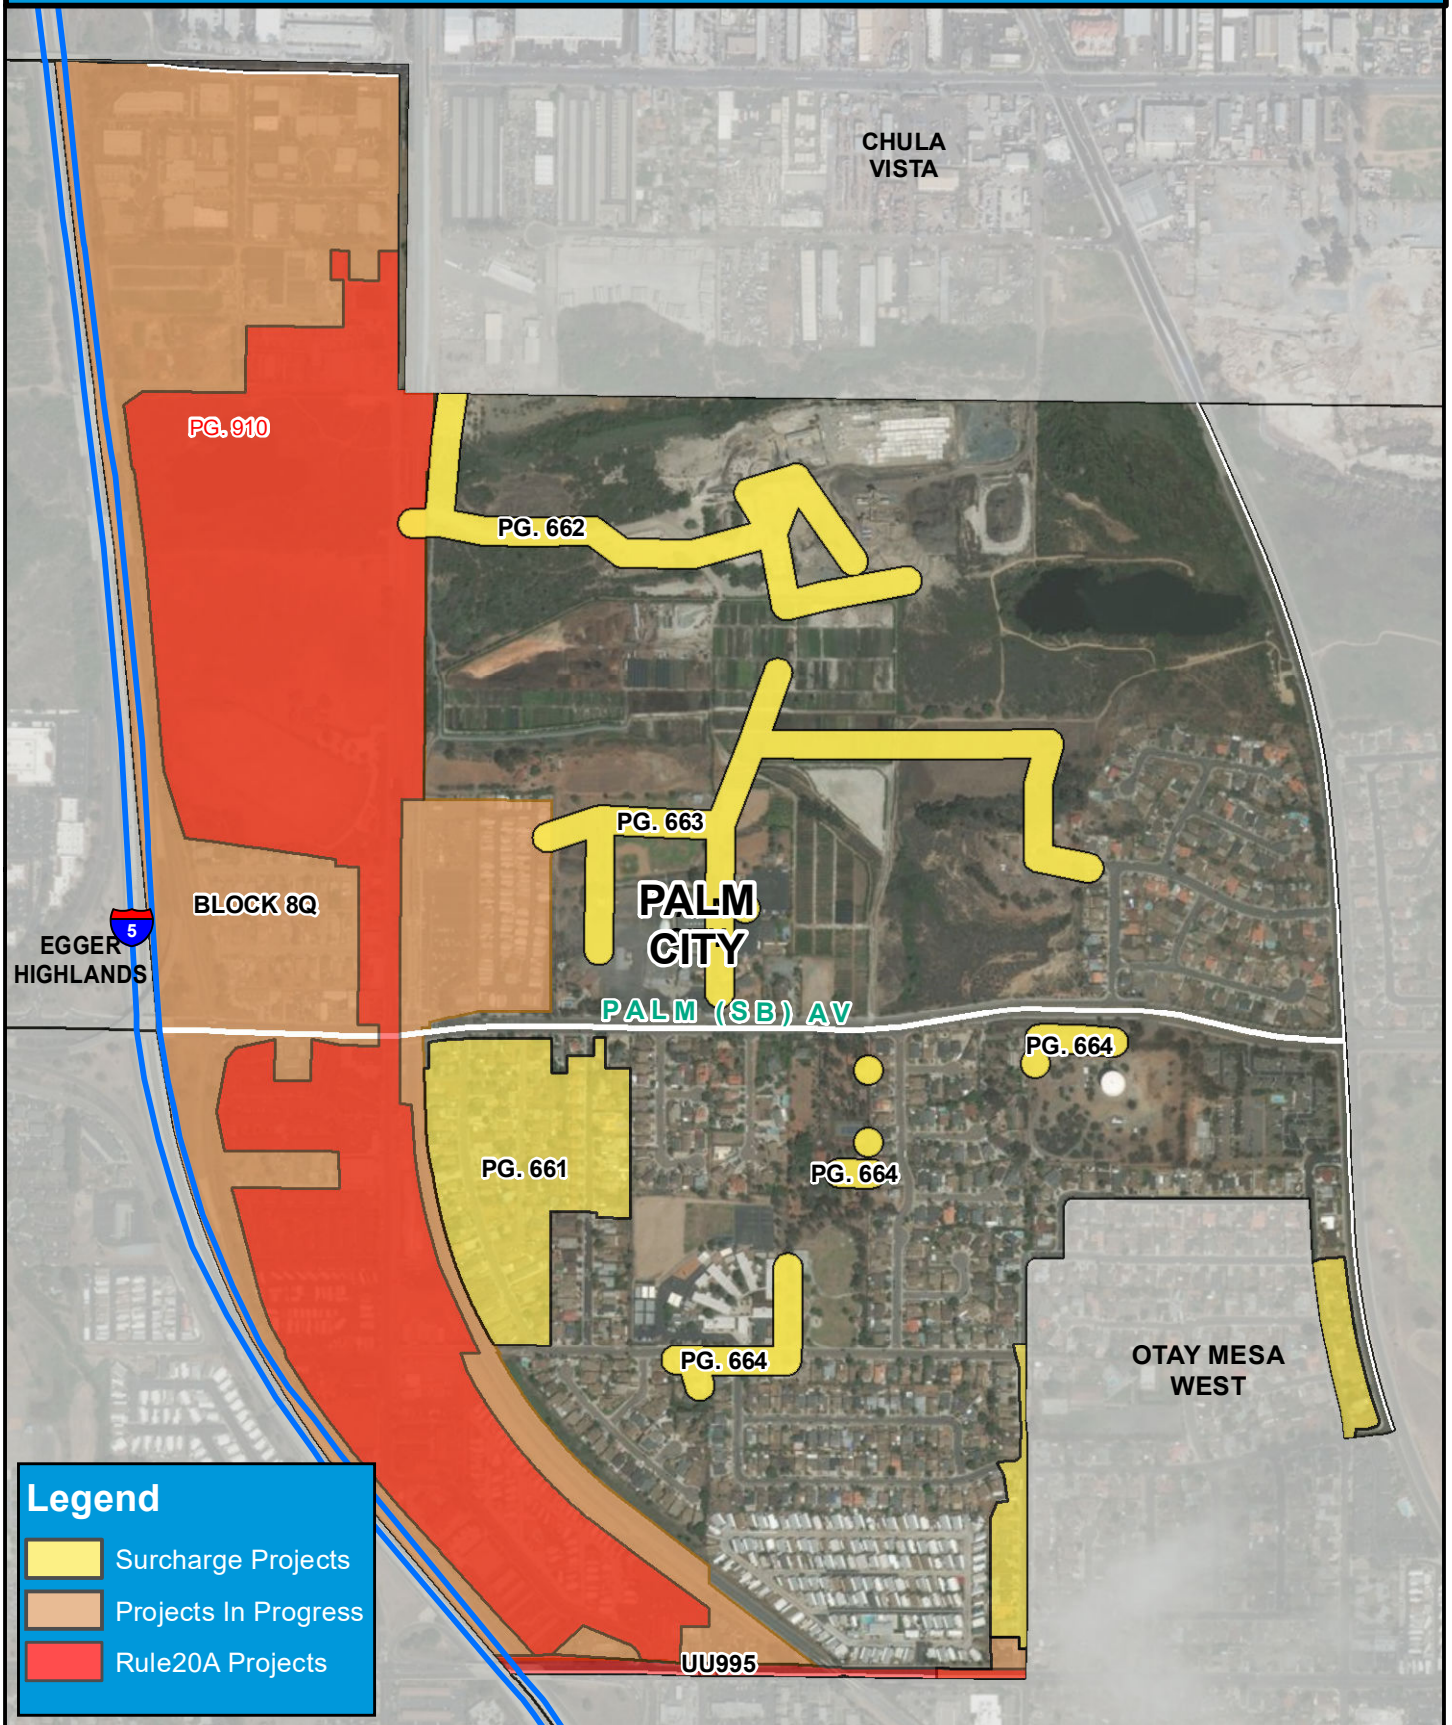 CHULA
VISTA
PG. 910
PG. 662
PG. 663
BLOCK 8Q
PALM
CITY
5
EGGER
HIGHLANDS
PALM (SB) AV
PG. 664
PG. 661
PG. 664
OTAY MESA
WEST
PG. 664
Legend
Surcharge Projects
Projects In Progress
Rule20A Projects
UU995